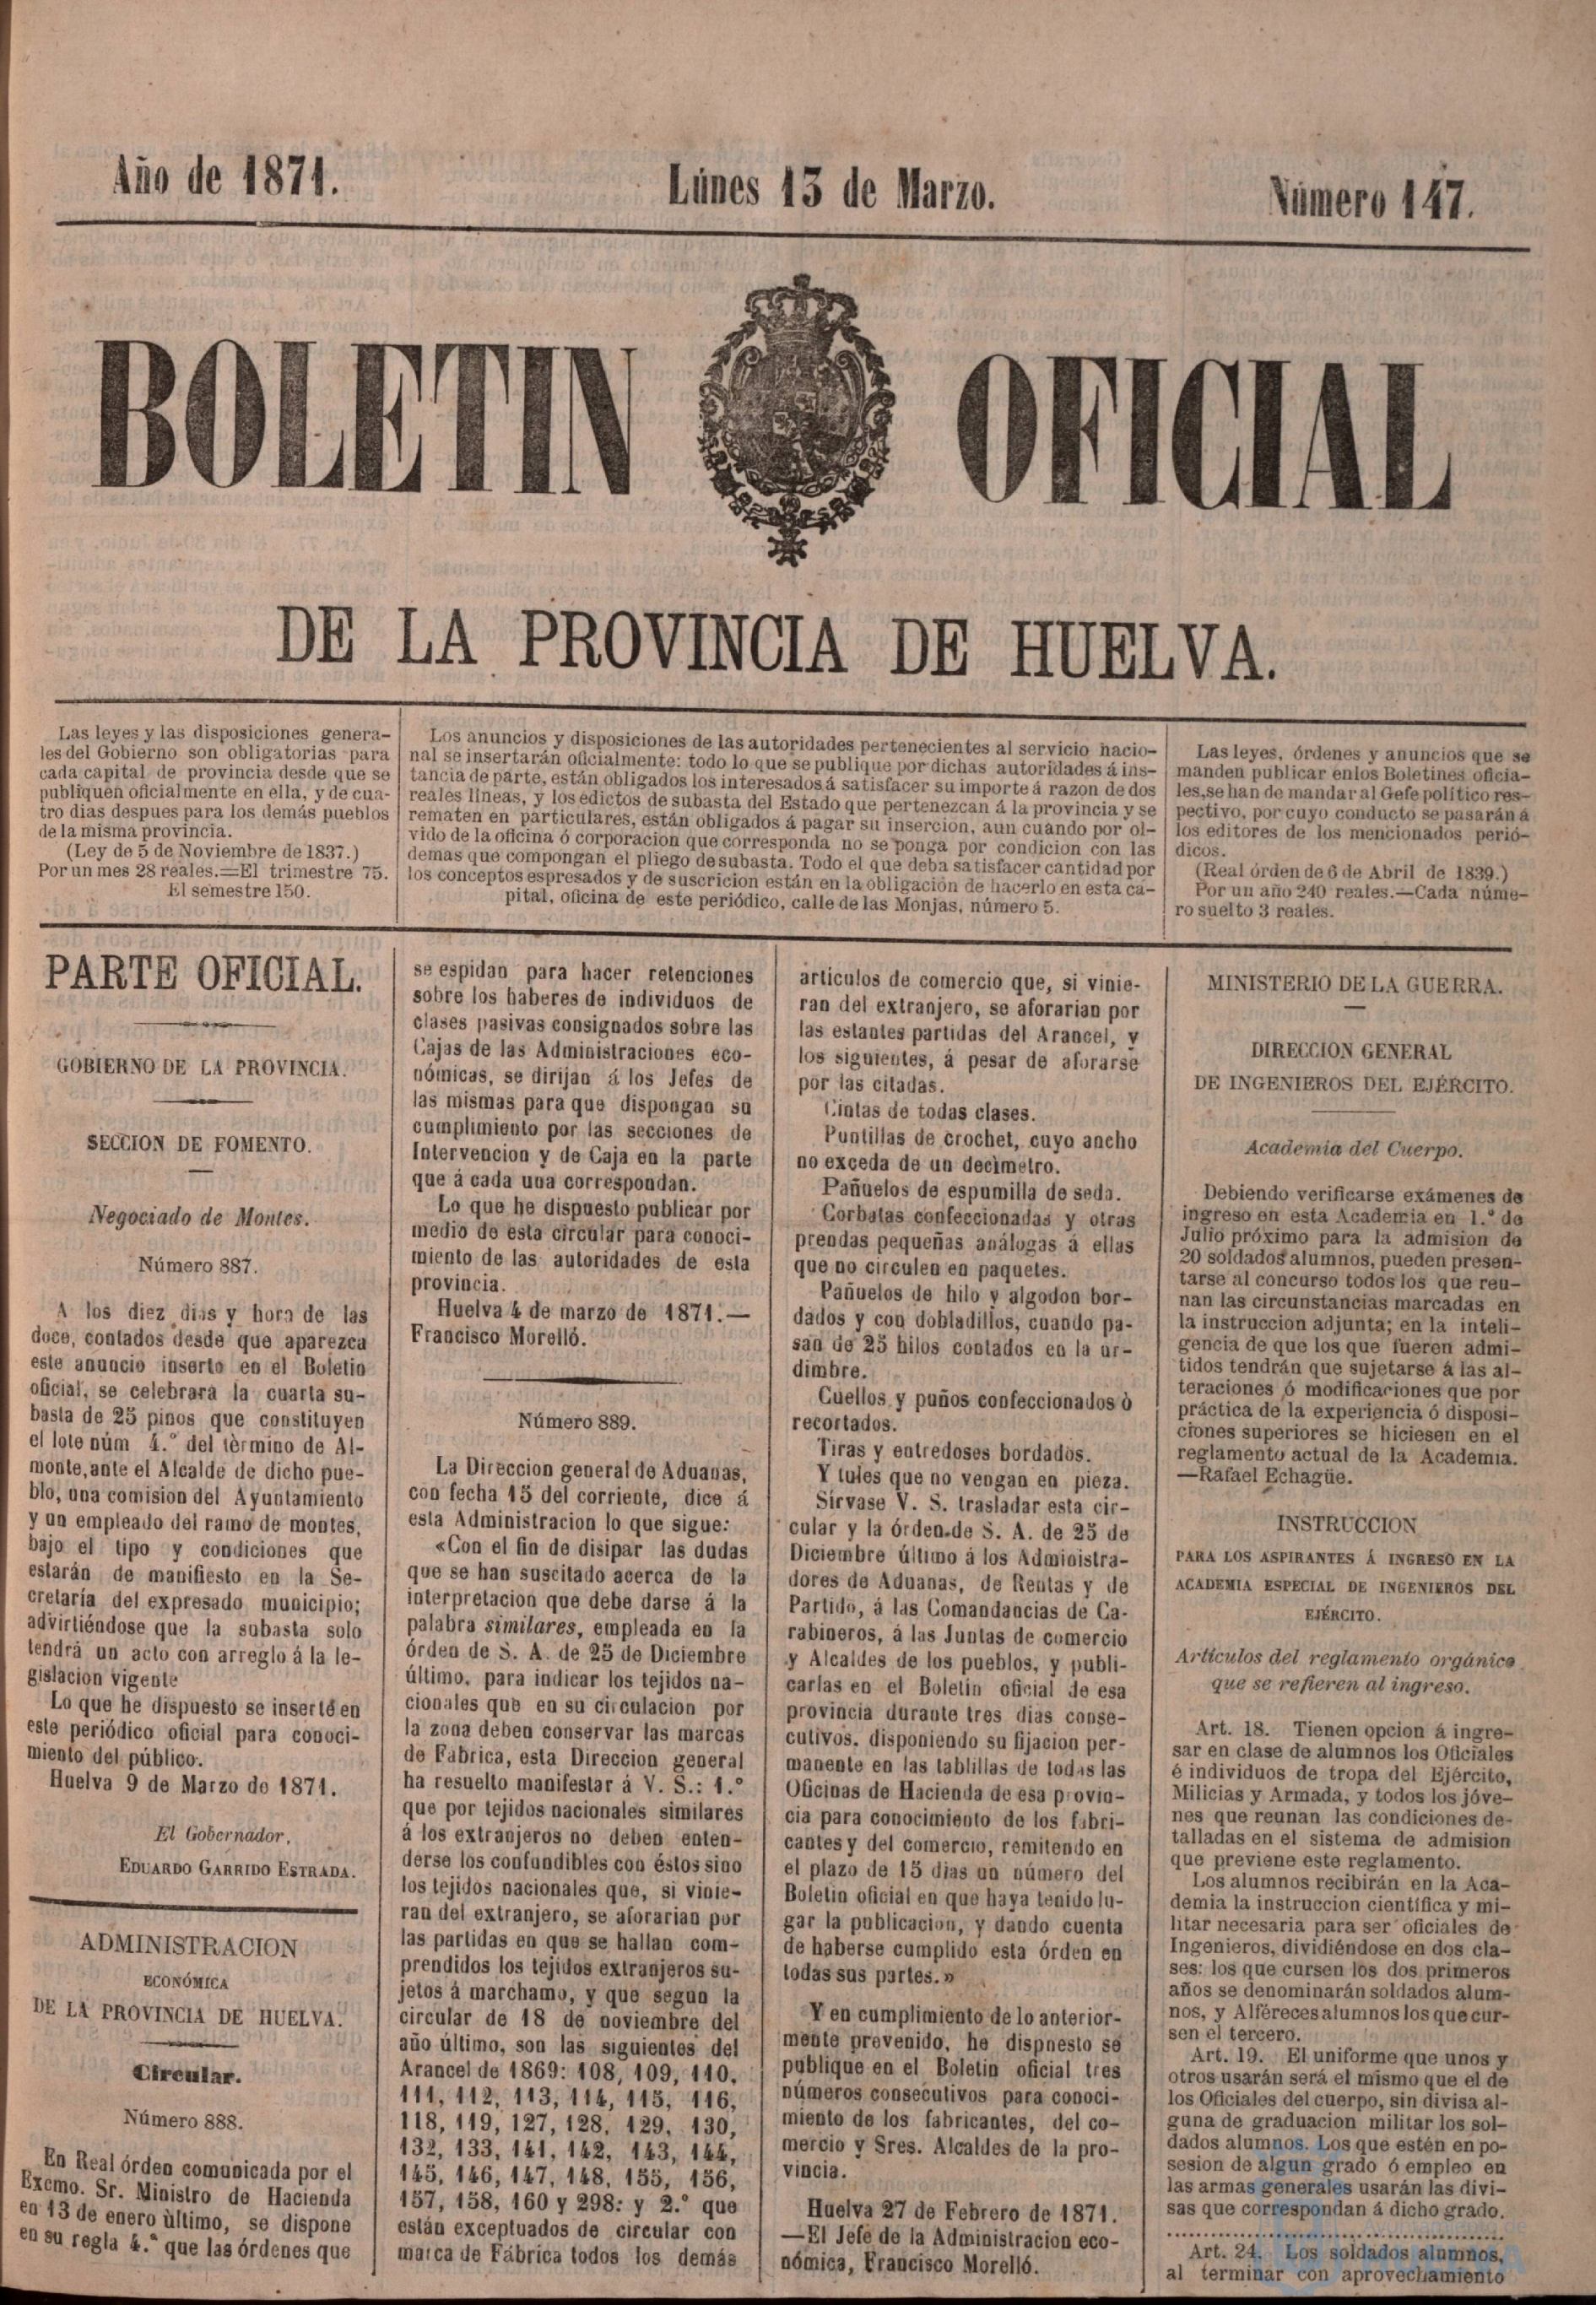 Año de 1871.
Lúnes 13 de Marzo.
Número 147.
BOLETIN OFICIAL
DE LA PROVINCIA DE HUELVA.
Las leyes y las disposiciones genera-
les del Gobierno son obligatorias para
cada capital de provincia desde que se
publiquen oficialmente en ella, y de cua-
tro dias despues para los demás pueblos
de la misma provincia.
(Ley de 5 de Noviembre de 1837.)
Por un mes 28 reales.=El trimestre 75.
El semestre 150.
Los anuncios y disposiciones de las autoridades pertenecientes al servicio nacio-
nal se insertarán oficialmente: todo lo que se publique por dichas autoridades á ins-
tancia de parte, están obligados los interesados á satisfacer su importe á razon de dos
reales líneas, y los edictos de subasta del Estado que pertenezcan á la provincia y se
rematen en particulares, están obligados á pagar su insercion, aun cuando por ol-
vido de la oficina ó corporacion que corresponda no se ponga por condicion con las
demas que compongan el pliego de subasta. Todo el que deba satisfacer cantidad por
los conceptos espresados y de suscricion están en la obligación de hacerlo en esta ca-
pital, oficina de este periódico, calle de las Monjas, número 5.
Las leyes, órdenes y anuncios que se
manden publicar en los Boletines oficia-
les, se han de mandar al Gefe político res-
pectivo, por cuyo conducto se pasarán á
los editores de los mencionados perió-
dicos.
(Real órden de 6 de Abril de 1839.)
Por un año 240 reales.—Cada núme-
ro suelto 3 reales.
PARTE OFICIAL.
GOBIERNO DE LA PROVINCIA.
SECCION DE FOMENTO.
Negociado de Montes.
Número 887.
A los diez dias y hora de las
doce, contados desde que aparezca
este anuncio inserto en el Boletin
oficial, se celebrará la cuarta su-
basta de 25 pinos que constituyen
el lote núm 4.º del tèrmino de Al-
monte, ante el Alcalde de dicho pue-
blo, una comision del Ayuntamiento
y un empleado del ramo de montes,
bajo el tipo y condiciones que
estarán de manifiesto en la Se-
cretaría del expresado municipio;
advirtiéndose que la subasta solo
tendrá un acto con arreglo á la le-
gislacion vigente
Lo que he dispuesto se inserté en
este periódico oficial para conoci-
miento del público.
Huelva 9 de Marzo de 1871.
El Gobernador,
EDUARDO GARRIDO ESTRADA.
ADMINISTRACION
ECONÓMICA
DE LA PROVINCIA DE HUELVA.
Circular.
Número 888.
En Real órden comunicada por el
Excmo. Sr. Ministro de Hacienda
en 13 de enero ùltimo, se dispone
en su regla 4.ª que las órdenes que
se espidan para hacer retenciones
sobre los haberes de individuos de
clases pasivas consignados sobre las
Cajas de las Administraciones eco-
nómicas, se dirijan á los Jefes de
las mismas para que dispongan su
cumplimiento por las secciones de
Intervencion y de Caja en la parte
que á cada una correspondan.
Lo que he dispuesto publicar por
medio de esta circular para conoci-
miento de las autoridades de esta
provincia.
Huelva 4 de marzo de 1871.—
Francisco Morelló.
Número 889.
La Direccion general de Aduanas,
con fecha 15 del corriente, dice á
esta Administracion lo que sigue:
«Con el fin de disipar las dudas
que se han suscitado acerca de la
interpretacion que debe darse á la
palabra similares, empleada en la
órden de S. A. de 25 de Diciembre
último, para indicar los tejidos na-
cionales que en su circulacion por
la zona deben conservar las marcas
de Fábrica, esta Direccion general
ha resuelto manifestar á V. S.: 1.º
que por tejidos nacionales similares
á los extranjeros no deben enten-
derse los confundibles con éstos sino
los tejidos nacionales que, si vinie-
ran del extranjero, se aforarian por
las partidas en que se hallan com-
prendidos los tejidos extranjeros su-
jetos á marchamo, y que segun la
circular de 18 de noviembre del
año último, son las siguientes del
Arancel de 1869: 108, 109, 110,
111, 112, 113, 114, 115, 116,
118, 119, 127, 128, 129, 130,
132, 133, 141, 142, 143, 144,
145, 146, 147, 148, 155, 156,
157, 158, 160 y 298: y 2.º que
están exceptuados de circular con
marca de Fábrica todos los demás
articulos de comercio que, si vinie-
ran del extranjero, se aforarian por
las estantes partidas del Arancel, y
los siguientes, á pesar de aforarse
por las citadas.
Cintas de todas clases.
Puntillas de crochet, cuyo ancho
no exceda de un decìmetro.
Pañuelos de espumilla de seda.
Corbatas confeccionadas y otras
prendas pequeñas análogas á ellas
que no circulen en paquetes.
Pañuelos de hilo y algodon bor-
dados y con dobladillos, cuando pa-
san de 25 hilos contados en la ur-
dimbre.
Cuellos y puños confeccionados ò
recortados.
Tiras y entredoses bordados.
Y tules que no vengan en pieza.
Sírvase V. S. trasladar esta cir-
cular y la órden de S. A. de 25 de
Diciembre último á los Administra-
dores de Aduanas, de Rentas y de
Partido, á las Comandancias de Ca-
rabineros, á las Juntas de comercio
y Alcaldes de los pueblos, y publi-
carlas en el Boletin oficial de esa
provincia durante tres dias conse-
cutivos, disponiendo su fijacion per-
manente en las tablillas de todas las
Oficinas de Hacienda de esa provin-
cia para conocimiento de los fabri-
cantes y del comercio, remitendo en
el plazo de 15 dias un número del
Boletin oficial en que haya tenido lu-
gar la publicacion, y dando cuenta
de haberse cumplido esta órden en
todas sus partes.»
Y en cumplimiento de lo anterior-
mente prevenido, he dispnesto se
publique en el Boletin oficial tres
números consecutivos para conoci-
miento de los fabricantes, del co-
mercio y Sres. Alcaldes de la pro-
vincia.
Huelva 27 de Febrero de 1871.
—El Jefe de la Administracion eco-
nómica, Francisco Morelló.
MINISTERIO DE LA GUERRA.
DIRECCION GENERAL
DE INGENIEROS DEL EJÉRCITO.
Academia del Cuerpo.
Debiendo verificarse exámenes de
ingreso en esta Academia en 1.º de
Julio próximo para la admision de
20 soldados alumnos, pueden presen-
tarse al concurso todos los que reu-
nan las circunstancias marcadas en
la instruccion adjunta; en la inteli-
gencia de que los que fueren admi-
tidos tendrán que sujetarse á las al-
teraciones ó modificaciones que por
práctica de la experiencia ó disposi-
ciones superiores se hiciesen en el
reglamento actual de la Academia.
—Rafael Echagüe.
INSTRUCCION
PARA LOS ASPIRANTES Á INGRESO EN LA
ACADEMIA ESPECIAL DE INGENIEROS DEL
EJÉRCITO.
Artículos del reglamento orgánico
que se refieren al ingreso.
Art. 18. Tienen opcion á ingre-
sar en clase de alumnos los Oficiales
é individuos de tropa del Ejército,
Milicias y Armada, y todos los jóve-
nes que reunan las condiciones de-
talladas en el sistema de admision
que previene este reglamento.
Los alumnos recibirán en la Aca-
demia la instruccion científica y mi-
litar necesaria para ser oficiales de
Ingenieros, dividiéndose en dos cla-
ses: los que cursen los dos primeros
años se denominarán soldados alum-
nos, y Alféreces alumnos los que cur-
sen el tercero.
Art. 19. El uniforme que unos y
otros usarán será el mismo que el de
los Oficiales del cuerpo, sin divisa al-
guna de graduacion militar los sol-
dados alumnos. Los que estén en po-
sesion de algun grado ó empleo en
las armas generales usarán las divi-
sas que correspondan á dicho grado.
Art. 24. Los soldados alumnos,
al terminar con aprovechamiento